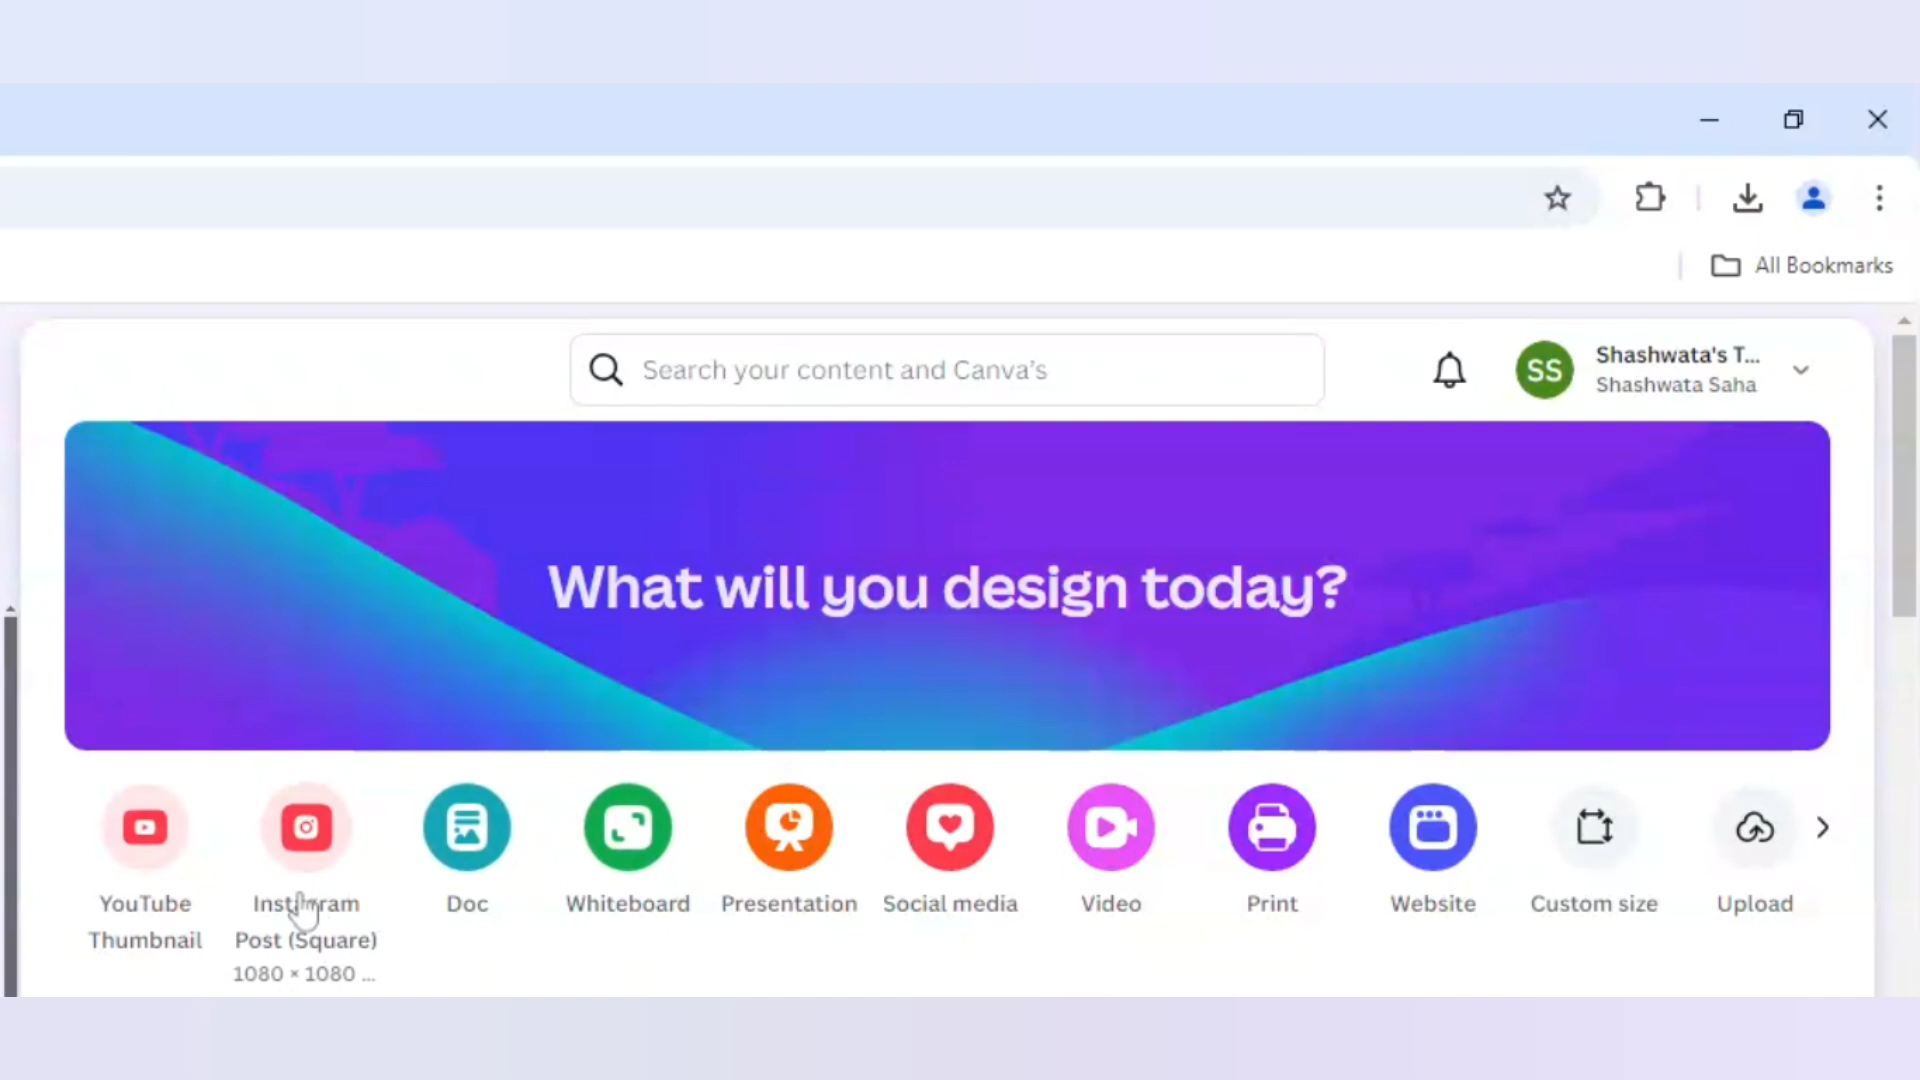 All Bookmarks
Search your content and Canva's
SS
Shashwata's T...
Shashwata Saha
What will you design today?
YouTube Thumbnail
Instagram Post (Square)
1080 × 1080 ...
Doc
Whiteboard
Presentation
Social media
Video
Print
Website
Custom size
Upload